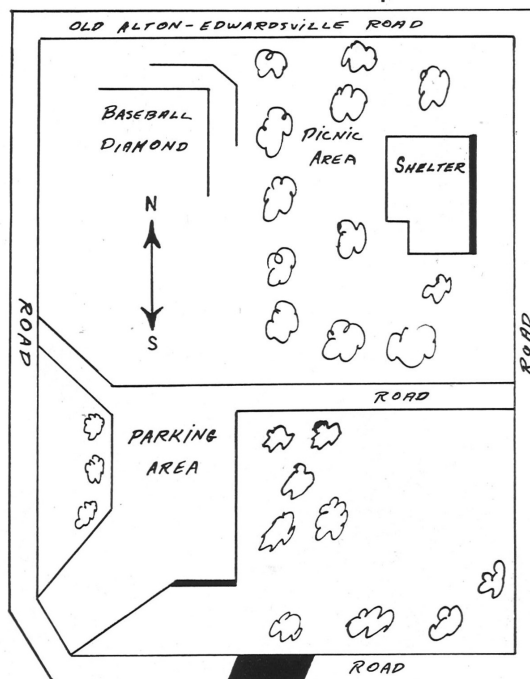 OLD ALTON-EDWARDSVILLE ROAD
BASEBALL
DIAMOND
PICNIC
AREA
SHELTER
N
S
ROAD
ROAD
ROAD
PARKING
AREA
ROAD